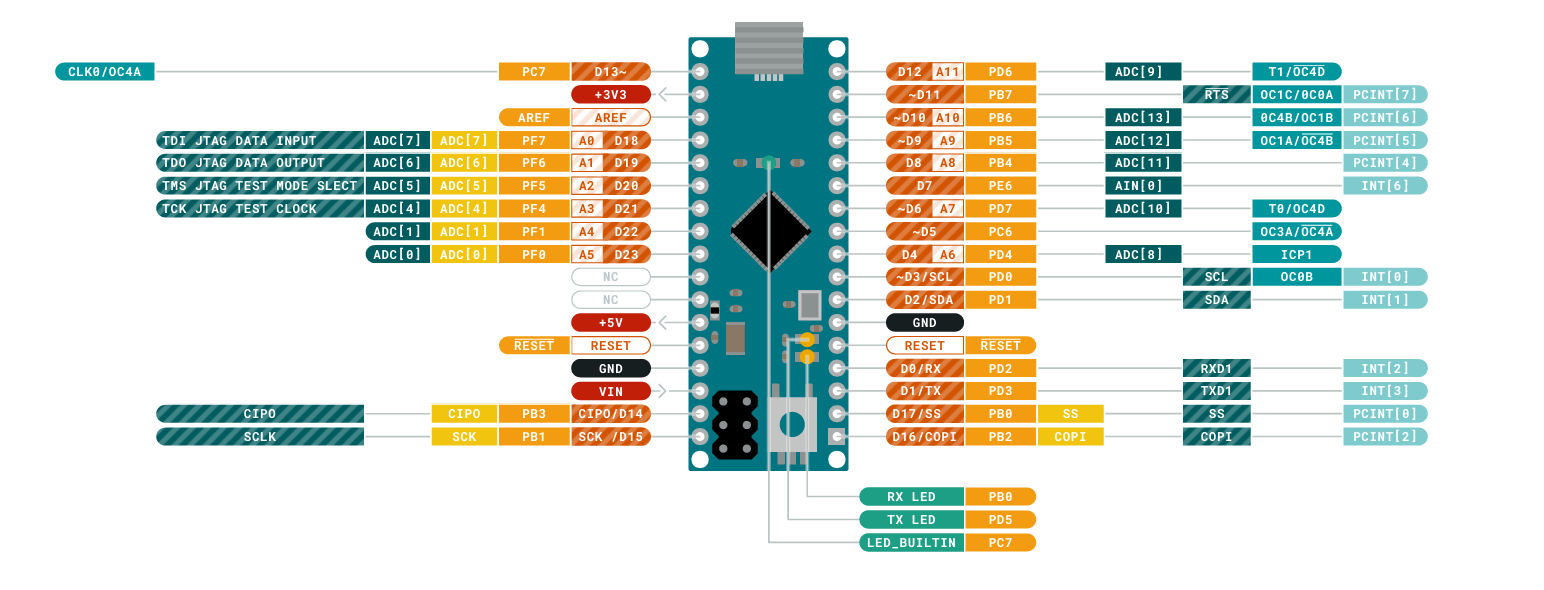 CLK0/OC4A PC7 D13~ D12 A11 PD6 ADC[9] T1/OC4D
+3V3 ~D11 PB7 RTS OC1C/0C0A PCINT[7]
AREF AREF ~D10 A10 PB6 ADC[13] 0C4B/OC1B PCINT[6]
TDI JTAG DATA INPUT ADC[7] ADC[7] PF7 A0 D18 ~D9 A9 PB5 ADC[12] OC1A/OC4B PCINT[5]
TDO JTAG DATA OUTPUT ADC[6] ADC[6] PF6 A1 D19 D8 A8 PB4 ADC[11] PCINT[4]
TMS JTAG TEST MODE SLECT ADC[5] ADC[5] PF5 A2 D20 D7 PE6 AIN[0] INT[6]
TCK JTAG TEST CLOCK ADC[4] ADC[4] PF4 A3 D21 ~D6 A7 PD7 ADC[10] T0/OC4D
ADC[1] ADC[1] PF1 A4 D22 ~D5 PC6 OC3A/OC4A
ADC[0] ADC[0] PF0 A5 D23 D4 A6 PD4 ADC[8] ICP1
NC ~D3/SCL PD0 SCL OC0B INT[0]
NC D2/SDA PD1 SDA INT[1]
+5V GND
RESET RESET RESET RESET
GND D0/RX PD2 RXD1 INT[2]
VIN D1/TX PD3 TXD1 INT[3]
CIPO CIPO PB3 CIPO/D14 D17/SS PB0 SS SS PCINT[0]
SCLK SCK PB1 SCK /D15 D16/COPI PB2 COPI COPI PCINT[2]
RX LED PB0
TX LED PD5
LED_BUILTIN PC7